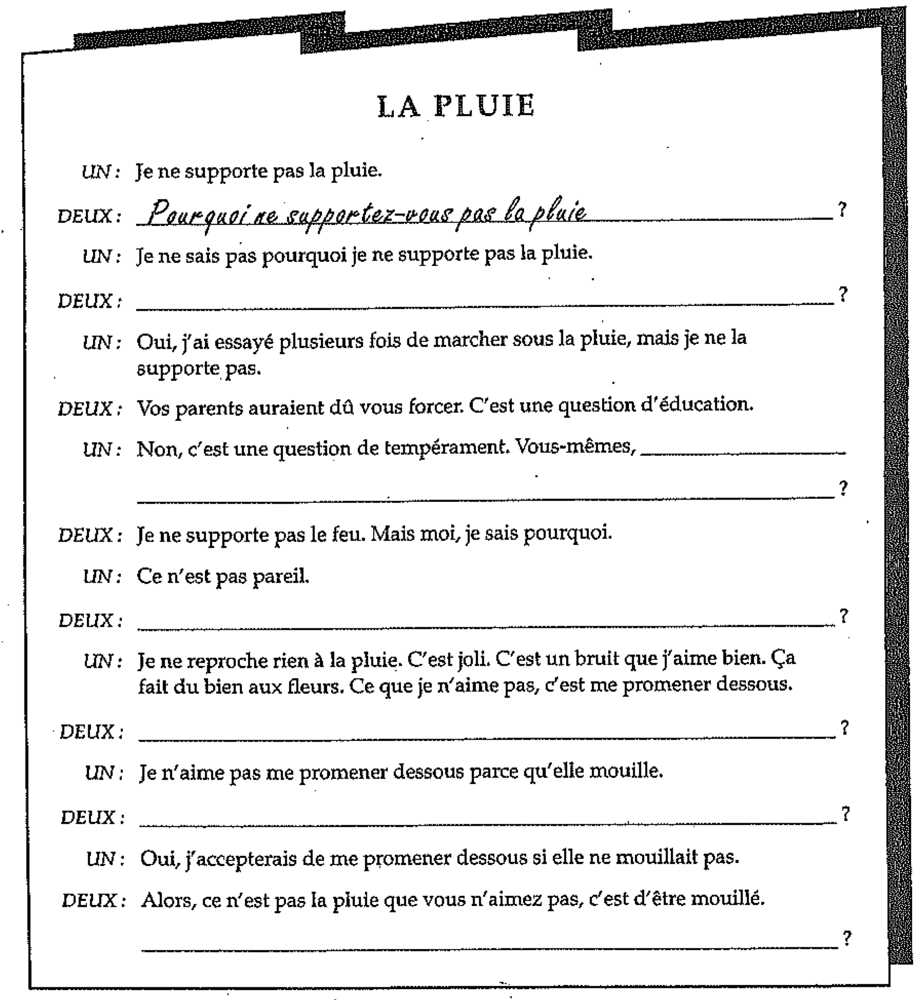 LA PLUIE
UN : Je ne supporte pas la pluie.
DEUX : Pourquoi ne supportez-vous pas la pluie ?
UN : Je ne sais pas pourquoi je ne supporte pas la pluie.
DEUX : ?
UN : Oui, j'ai essayé plusieurs fois de marcher sous la pluie, mais je ne la
supporte pas.
DEUX : Vos parents auraient dû vous forcer. C'est une question d'éducation.
UN : Non, c'est une question de tempérament. Vous-mêmes,
?
DEUX : Je ne supporte pas le feu. Mais moi, je sais pourquoi.
UN : Ce n'est pas pareil.
DEUX : ?
UN : Je ne reproche rien à la pluie. C'est joli. C'est un bruit que j'aime bien. Ça
fait du bien aux fleurs. Ce que je n'aime pas, c'est me promener dessous.
DEUX : ?
UN : Je n'aime pas me promener dessous parce qu'elle mouille.
DEUX : ?
UN : Oui, j'accepterais de me promener dessous si elle ne mouillait pas.
DEUX : Alors, ce n'est pas la pluie que vous n'aimez pas, c'est d'être mouillé.
?